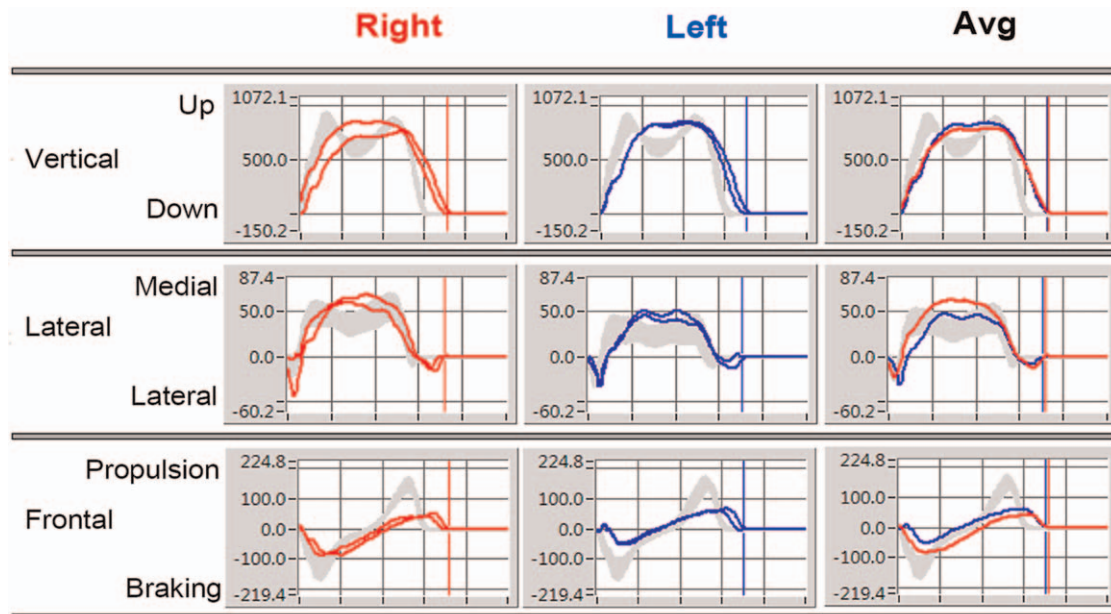 Right Left Avg
Up
Vertical
Down
1072.1 1072.1 1072.1
500.0 500.0 500.0
-150.2 -150.2 -150.2
Medial
Lateral
Lateral
87.4 87.4 87.4
50.0 50.0 50.0
0.0 0.0 0.0
-60.2 -60.2 -60.2
Propulsion
Frontal
Braking
224.8 224.8 224.8
100.0 100.0 100.0
0.0 0.0 0.0
-100.0 -100.0 -100.0
-219.4 -219.4 -219.4